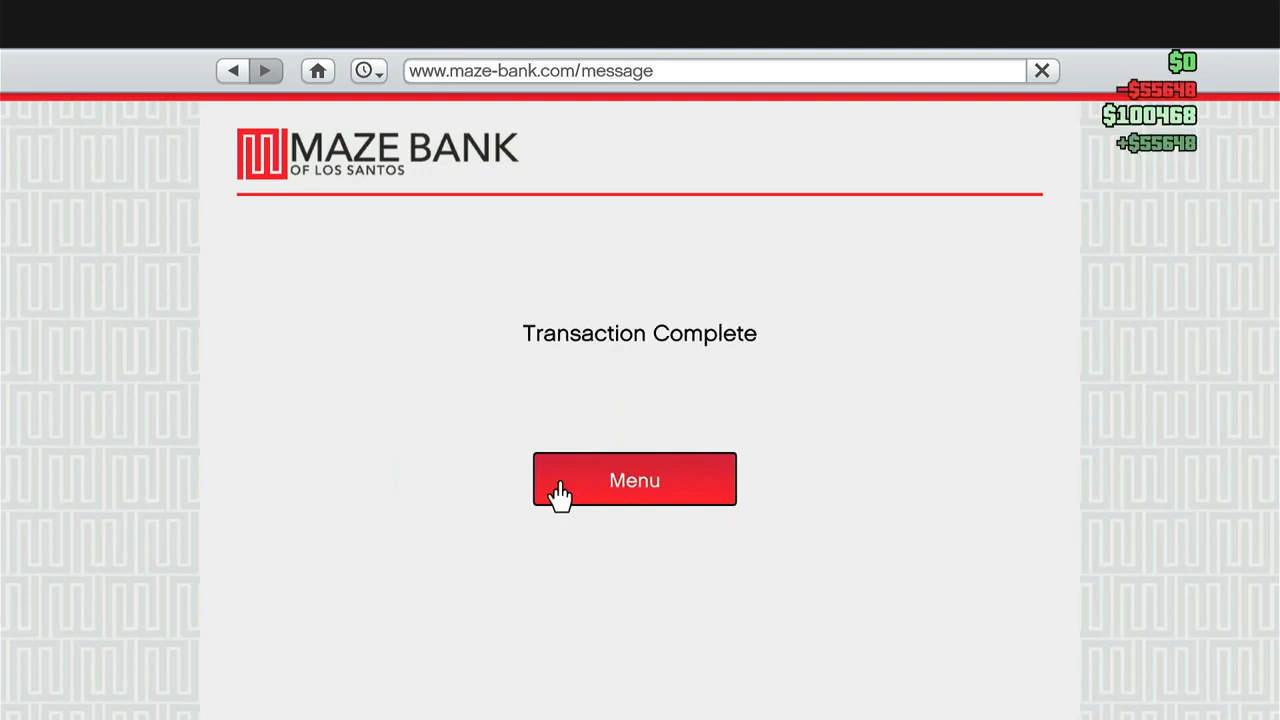 www.maze-bank.com/message
$0
-$55648
$100468
+$55648
MAZE BANK
OF LOS SANTOS
Transaction Complete
Menu